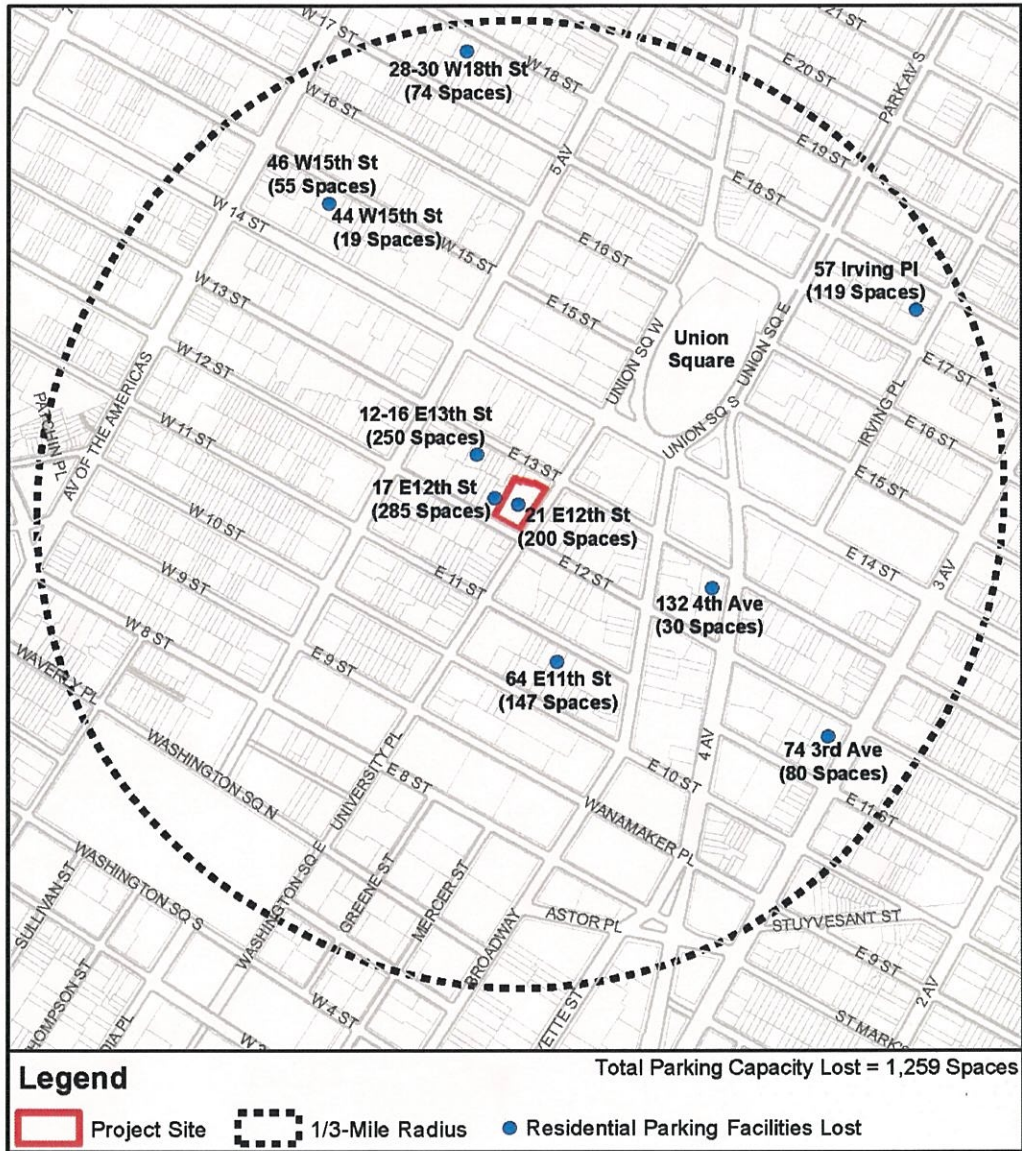 W 17 ST
21 ST
28-30 W18th St
(74 Spaces)
W 18 ST
E 20 ST
PARK AV S
W 16 ST
5 AV
E 19 ST
46 W15th St
(55 Spaces)
44 W15th St
(19 Spaces)
E 18 ST
W 14 ST
W 15 ST
E 16 ST
57 Irving Pl
(119 Spaces)
W 13 ST
E 15 ST
UNION SQ W
Union
Square
UNION SQ E
E 17 ST
W 12 ST
AV OF THE AMERICAS
PATCHIN PL
UNION SQ S
IRVING PL
E 16 ST
12-16 E13th St
(250 Spaces)
W 11 ST
E 13 ST
E 15 ST
17 E12th St
(285 Spaces)
21 E12th St
(200 Spaces)
W 10 ST
E 14 ST
3 AV
E 11 ST
E 12 ST
W 9 ST
132 4th Ave
(30 Spaces)
W 8 ST
E 9 ST
64 E11th St
(147 Spaces)
WAVERLY PL
4 AV
74 3rd Ave
(80 Spaces)
WASHINGTON SQ N
UNIVERSITY PL
E 8 ST
E 10 ST
E 11 ST
WANAMAKER PL
WASHINGTON SQ S
WASHINGTON SQ E
GREENE ST
MERCER ST
BROADWAY
ASTOR PL
STUYVESANT ST
SULLIVAN ST
E 9 ST
2 AV
THOMPSON ST
DIA PL
W 4 ST
W 3
YETTE ST
ST MARK'S
Legend
Total Parking Capacity Lost = 1,259 Spaces
Project Site
1/3-Mile Radius
Residential Parking Facilities Lost